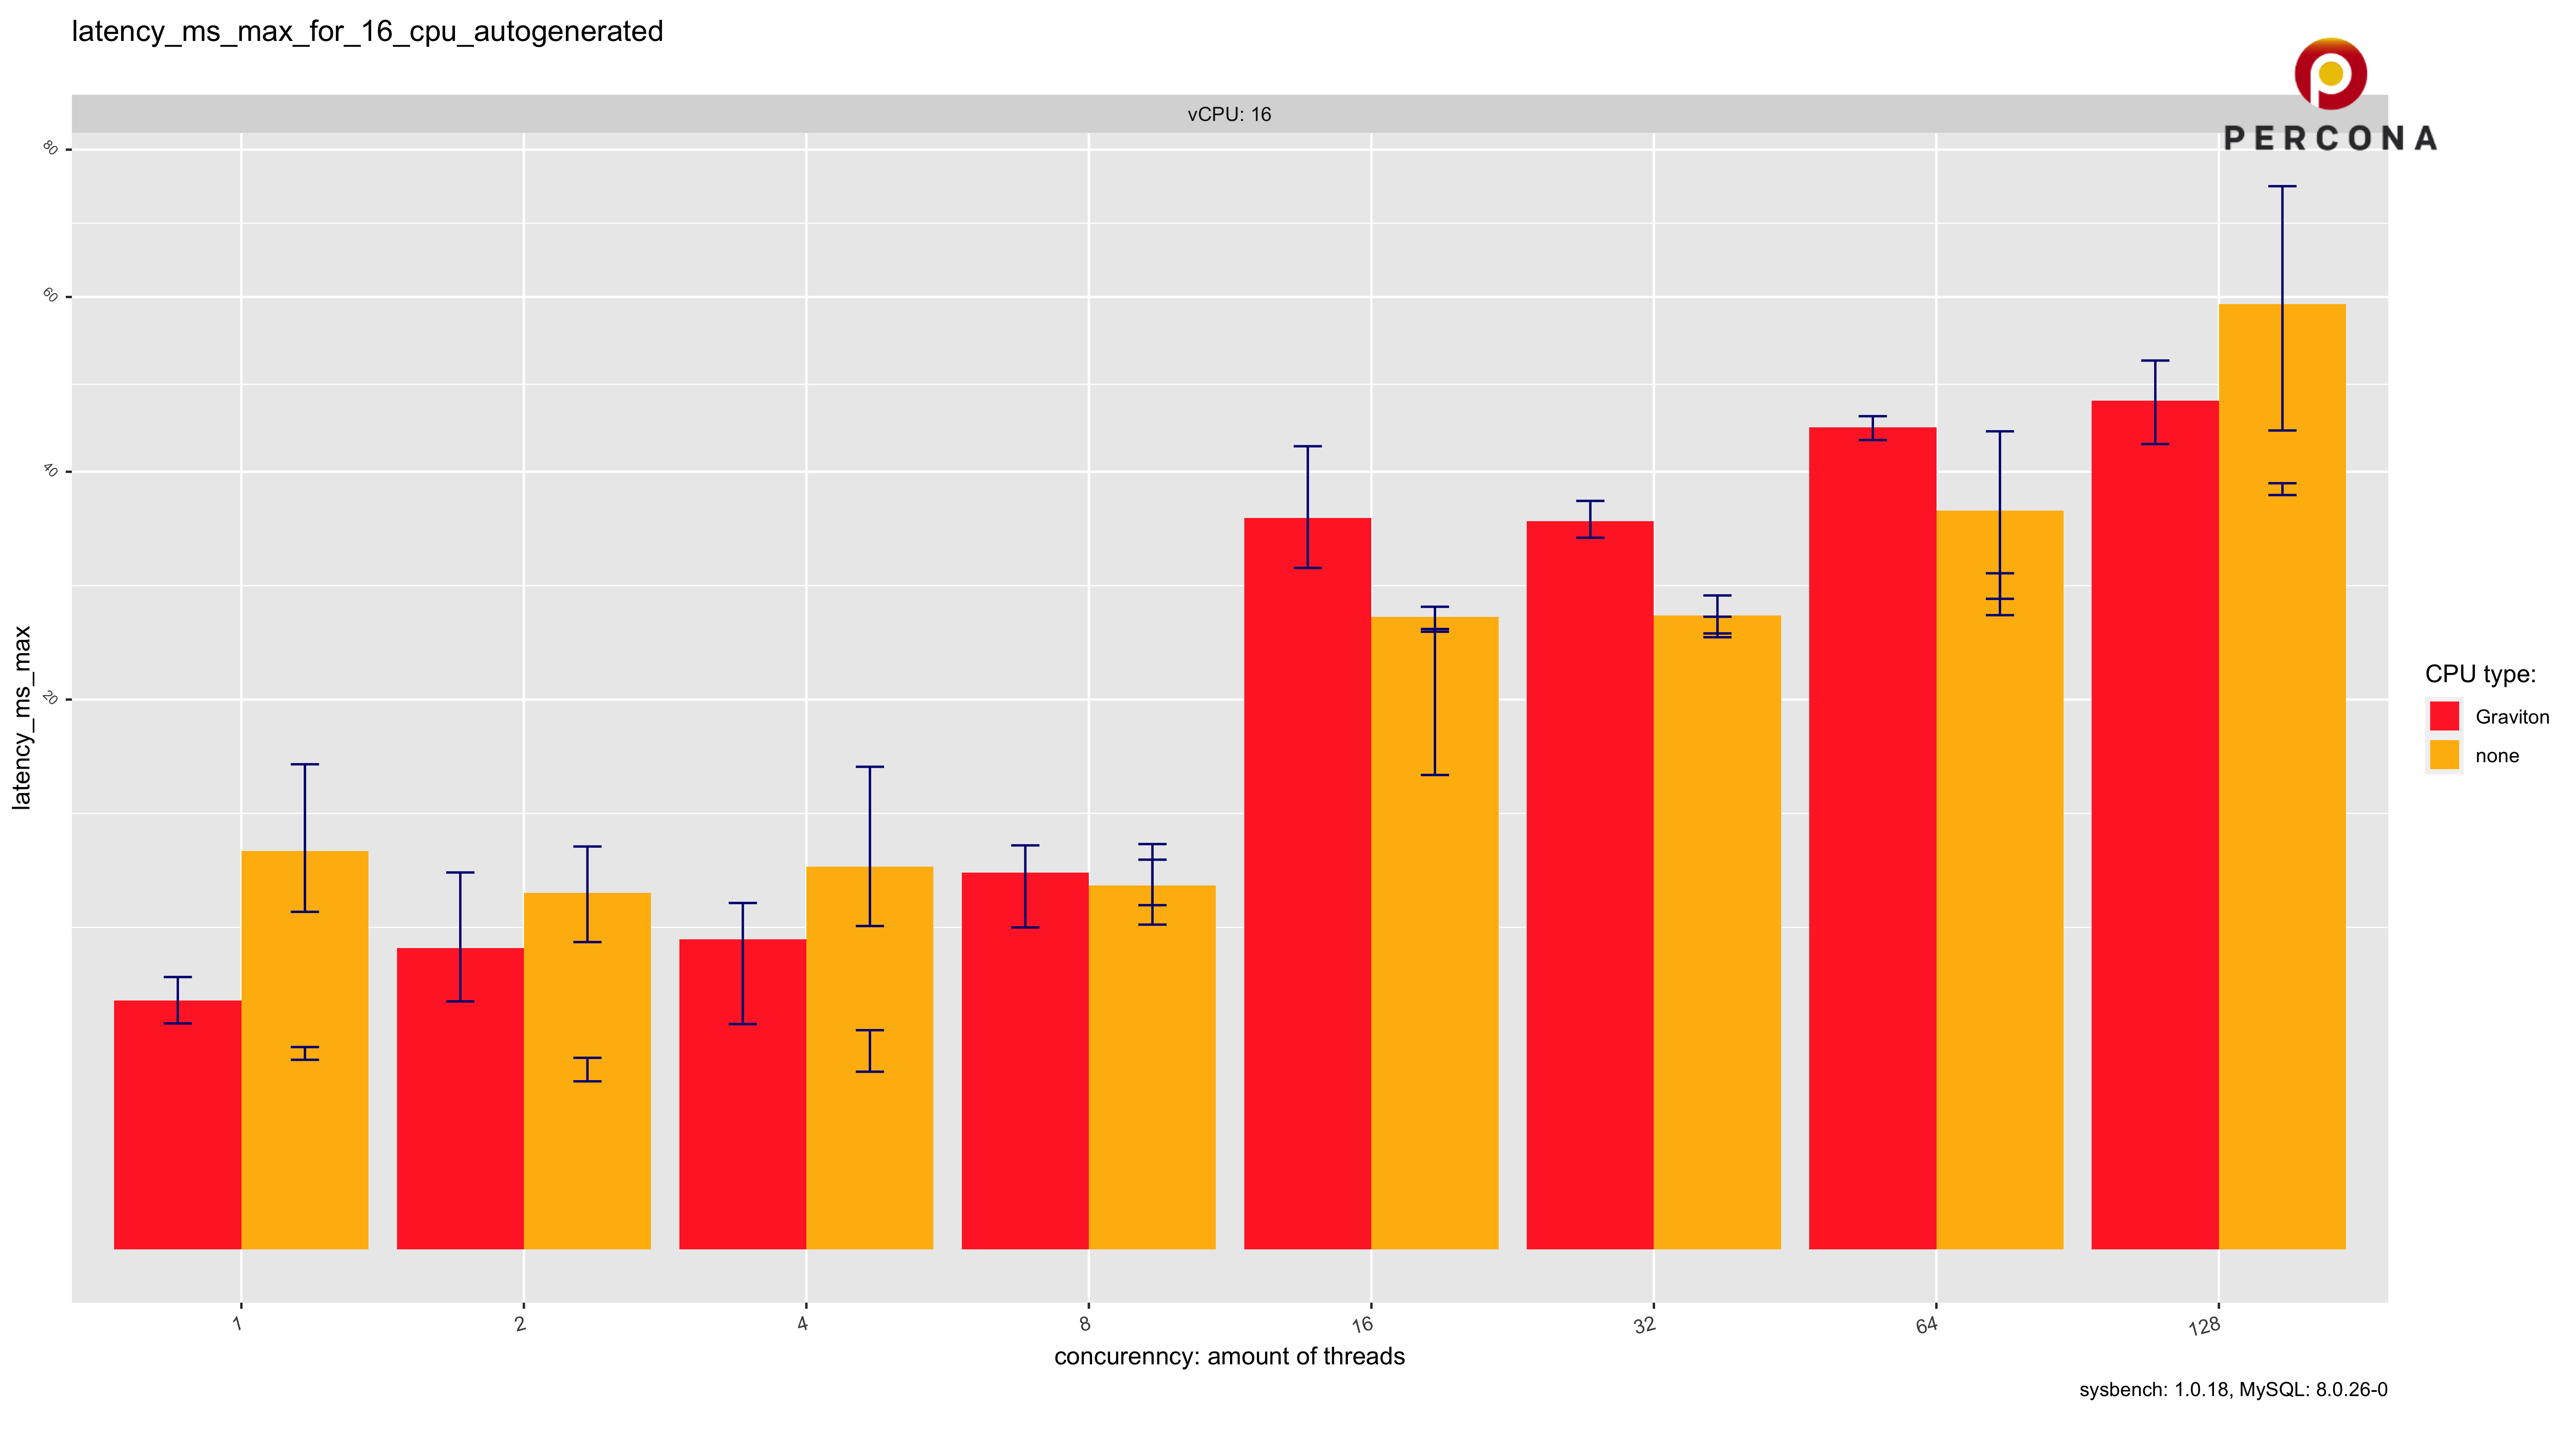 latency_ms_max_for_16_cpu_autogenerated
PERCONA
vCPU: 16
80
60
40
20
latency_ms_max
CPU type:
Graviton
none
1 2 4 8 16 32 64 128
concurenncy: amount of threads
sysbench: 1.0.18, MySQL: 8.0.26-0